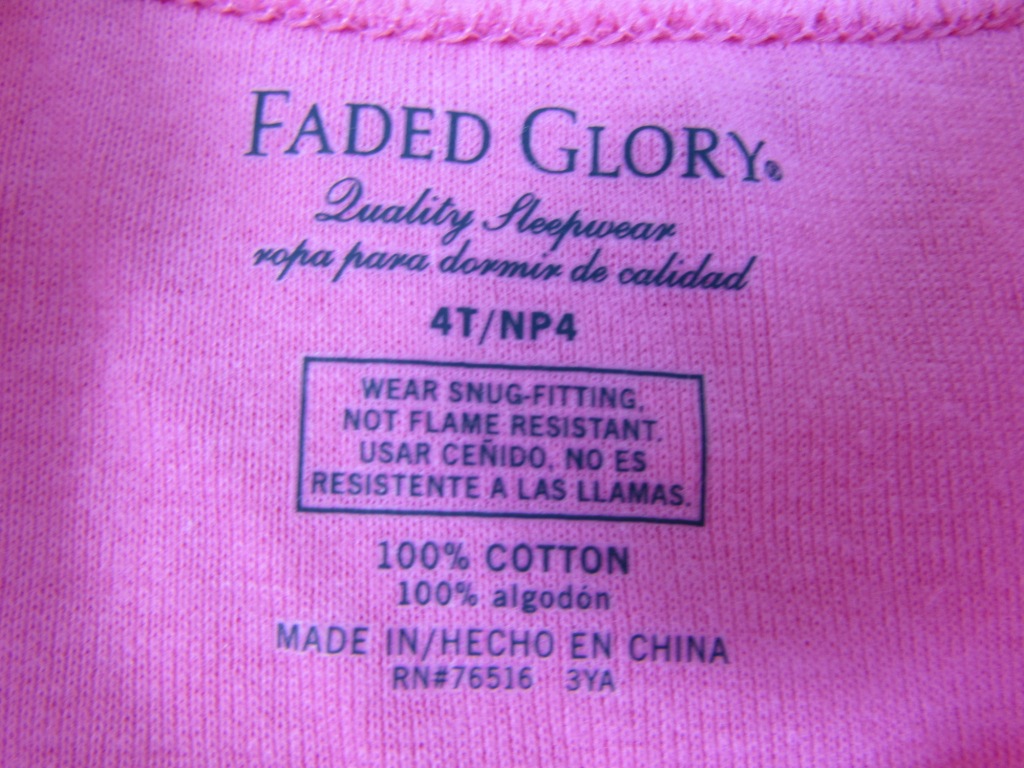 FADED GLORY®
Quality Sleepwear
ropa para dormir de calidad
4T/NP4
WEAR SNUG-FITTING,
NOT FLAME RESISTANT.
USAR CEÑIDO, NO ES
RESISTENTE A LAS LLAMAS.
100% COTTON
100% algodón
MADE IN/HECHO EN CHINA
RN#76516 3YA